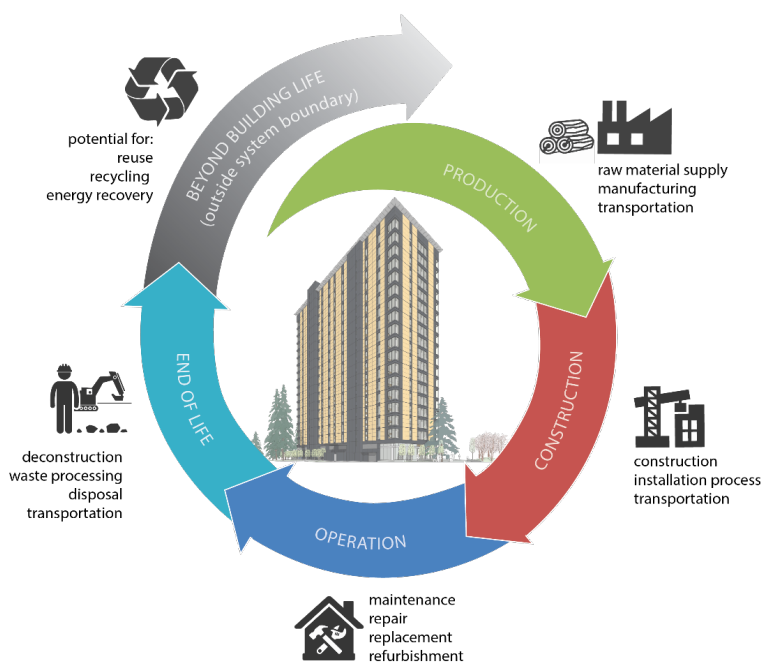 BEYOND BUILDING LIFE
(outside system boundary)
potential for:
reuse
recycling
energy recovery
PRODUCTION
raw material supply
manufacturing
transportation
CONSTRUCTION
construction
installation process
transportation
OPERATION
maintenance
repair
replacement
refurbishment
END OF LIFE
deconstruction
waste processing
disposal
transportation